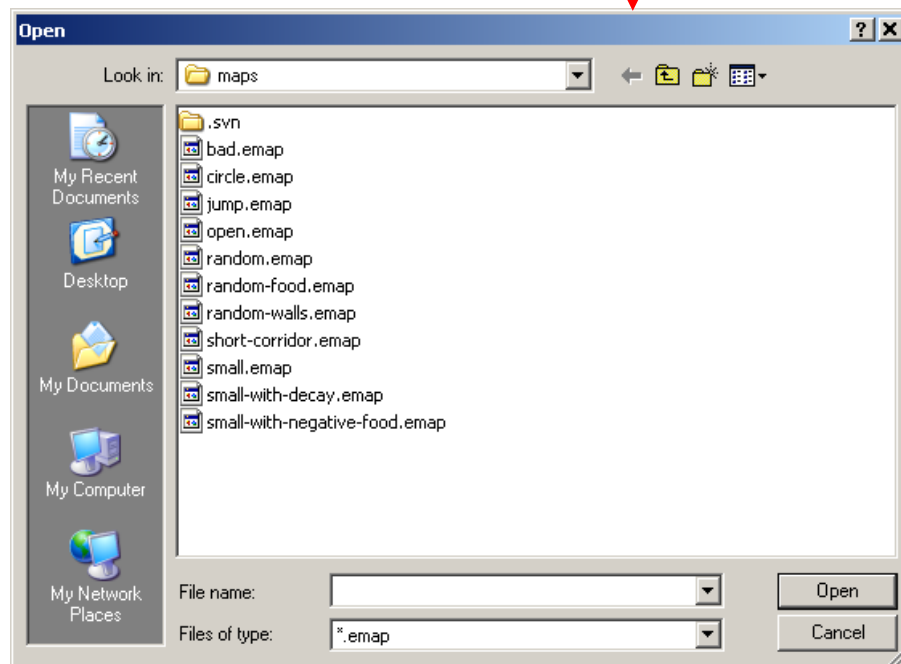 Open
Look in: maps
My Recent
Documents
Desktop
My Documents
My Computer
My Network
Places
.svn
bad.emap
circle.emap
jump.emap
open.emap
random.emap
random-food.emap
random-walls.emap
short-corridor.emap
small.emap
small-with-decay.emap
small-with-negative-food.emap
File name:
Open
Files of type: *.emap
Cancel